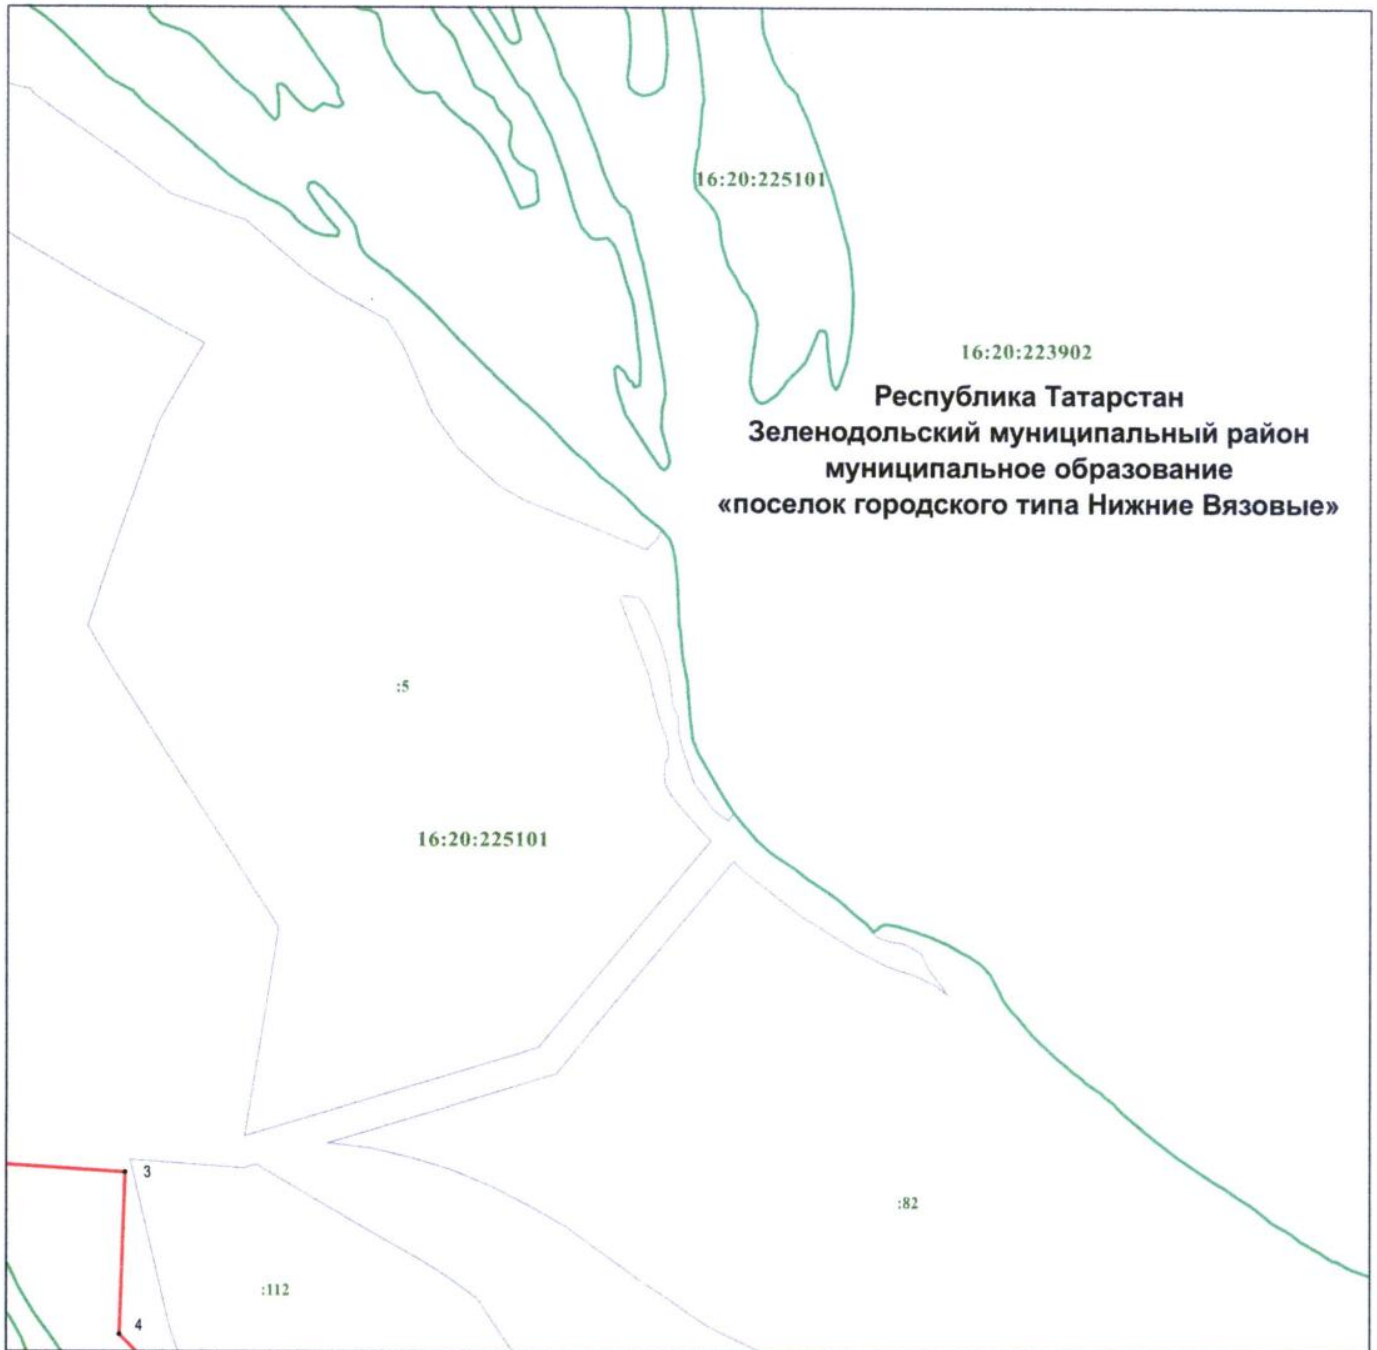 16:20:225101
16:20:223902
Республика Татарстан
Зеленодольский муниципальный район
муниципальное образование
«поселок городского типа Нижние Вязовые»
:5
16:20:225101
3
:82
:112
4